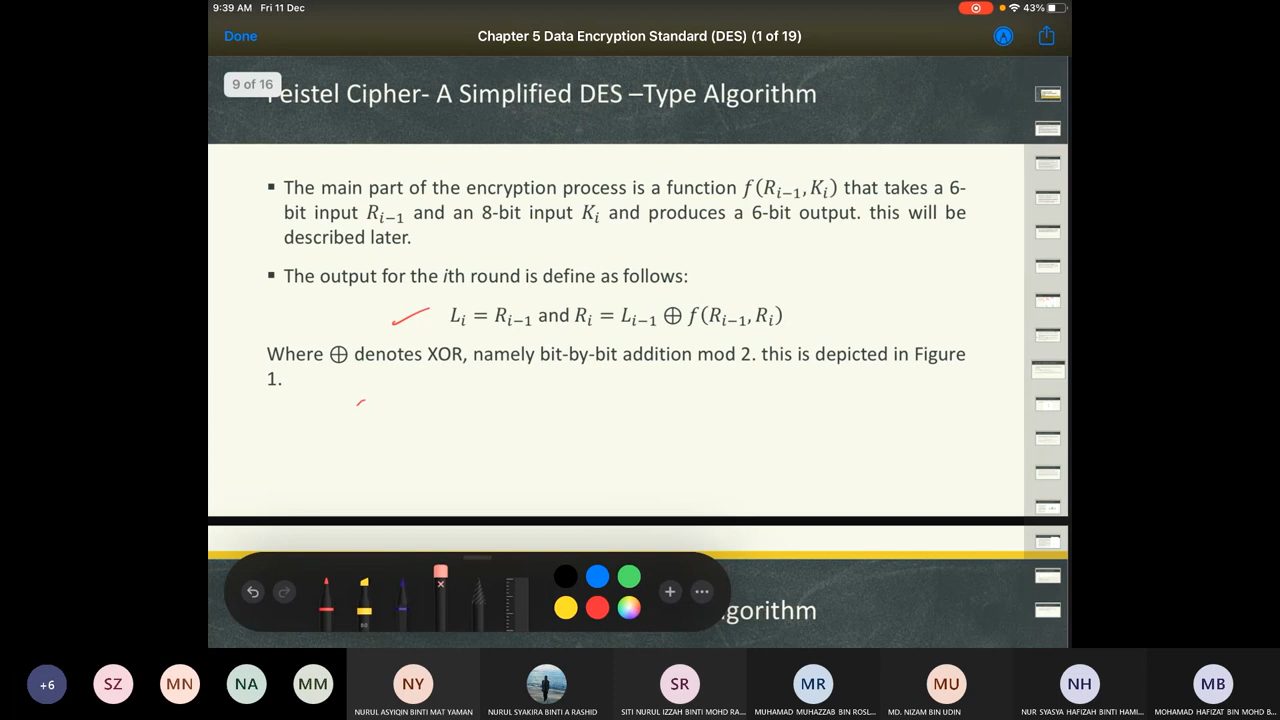 9:39 AM Fri 11 Dec
43%
Done
Chapter 5 Data Encryption Standard (DES) (1 of 19)
9 of 16
Feistel Cipher- A Simplified DES –Type Algorithm
▪ The main part of the encryption process is a function f(Rᵢ₋₁, Kᵢ) that takes a 6-
bit input Rᵢ₋₁ and an 8-bit input Kᵢ and produces a 6-bit output. this will be
described later.
▪ The output for the ith round is define as follows:
Lᵢ = Rᵢ₋₁ and Rᵢ = Lᵢ₋₁ ⊕ f(Rᵢ₋₁, Rᵢ)
Where ⊕ denotes XOR, namely bit-by-bit addition mod 2. this is depicted in Figure
1.
gorithm
+6
SZ
MN
NA
MM
NY
SR
MR
MU
NH
MB
NURUL ASYIQIN BINTI MAT YAMAN
NURUL SYAKIRA BINTI A RASHID
SITI NURUL IZZAH BINTI MOHD RA...
MUHAMAD MUHAZZAB BIN ROSL...
MD. NIZAM BIN UDIN
NUR SYASYA HAFIZAH BINTI HAMI...
MOHAMAD HAFIZAT BIN MOHD B...